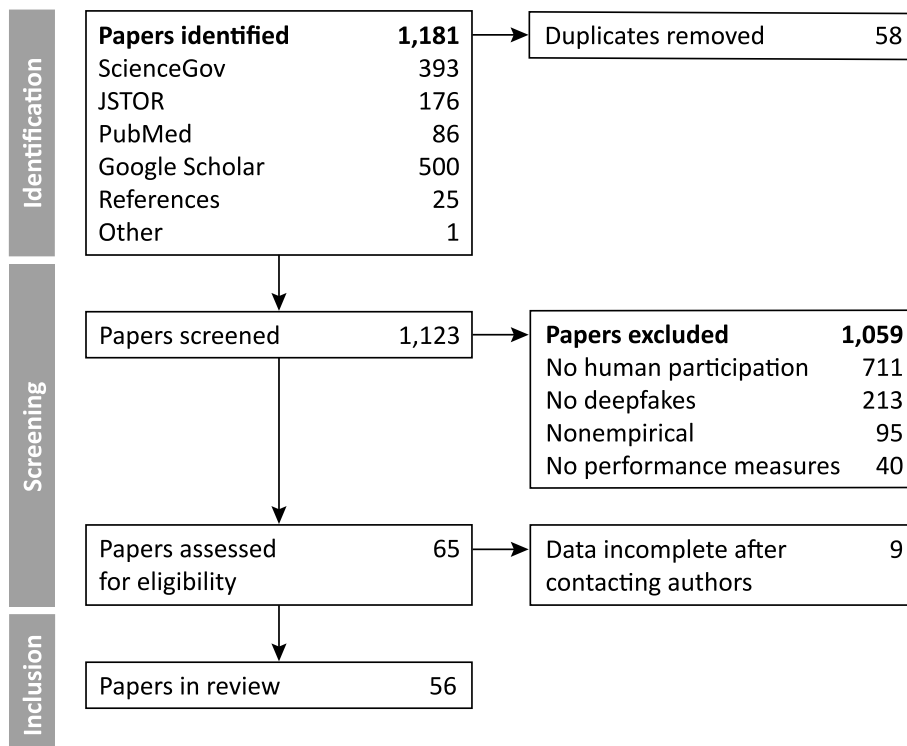 Identification
Papers identified 1,181
ScienceGov 393
JSTOR 176
PubMed 86
Google Scholar 500
References 25
Other 1
Duplicates removed 58
Screening
Papers screened 1,123
Papers excluded 1,059
No human participation 711
No deepfakes 213
Nonempirical 95
No performance measures 40
Papers assessed 65
for eligibility
Data incomplete after 9
contacting authors
Inclusion
Papers in review 56